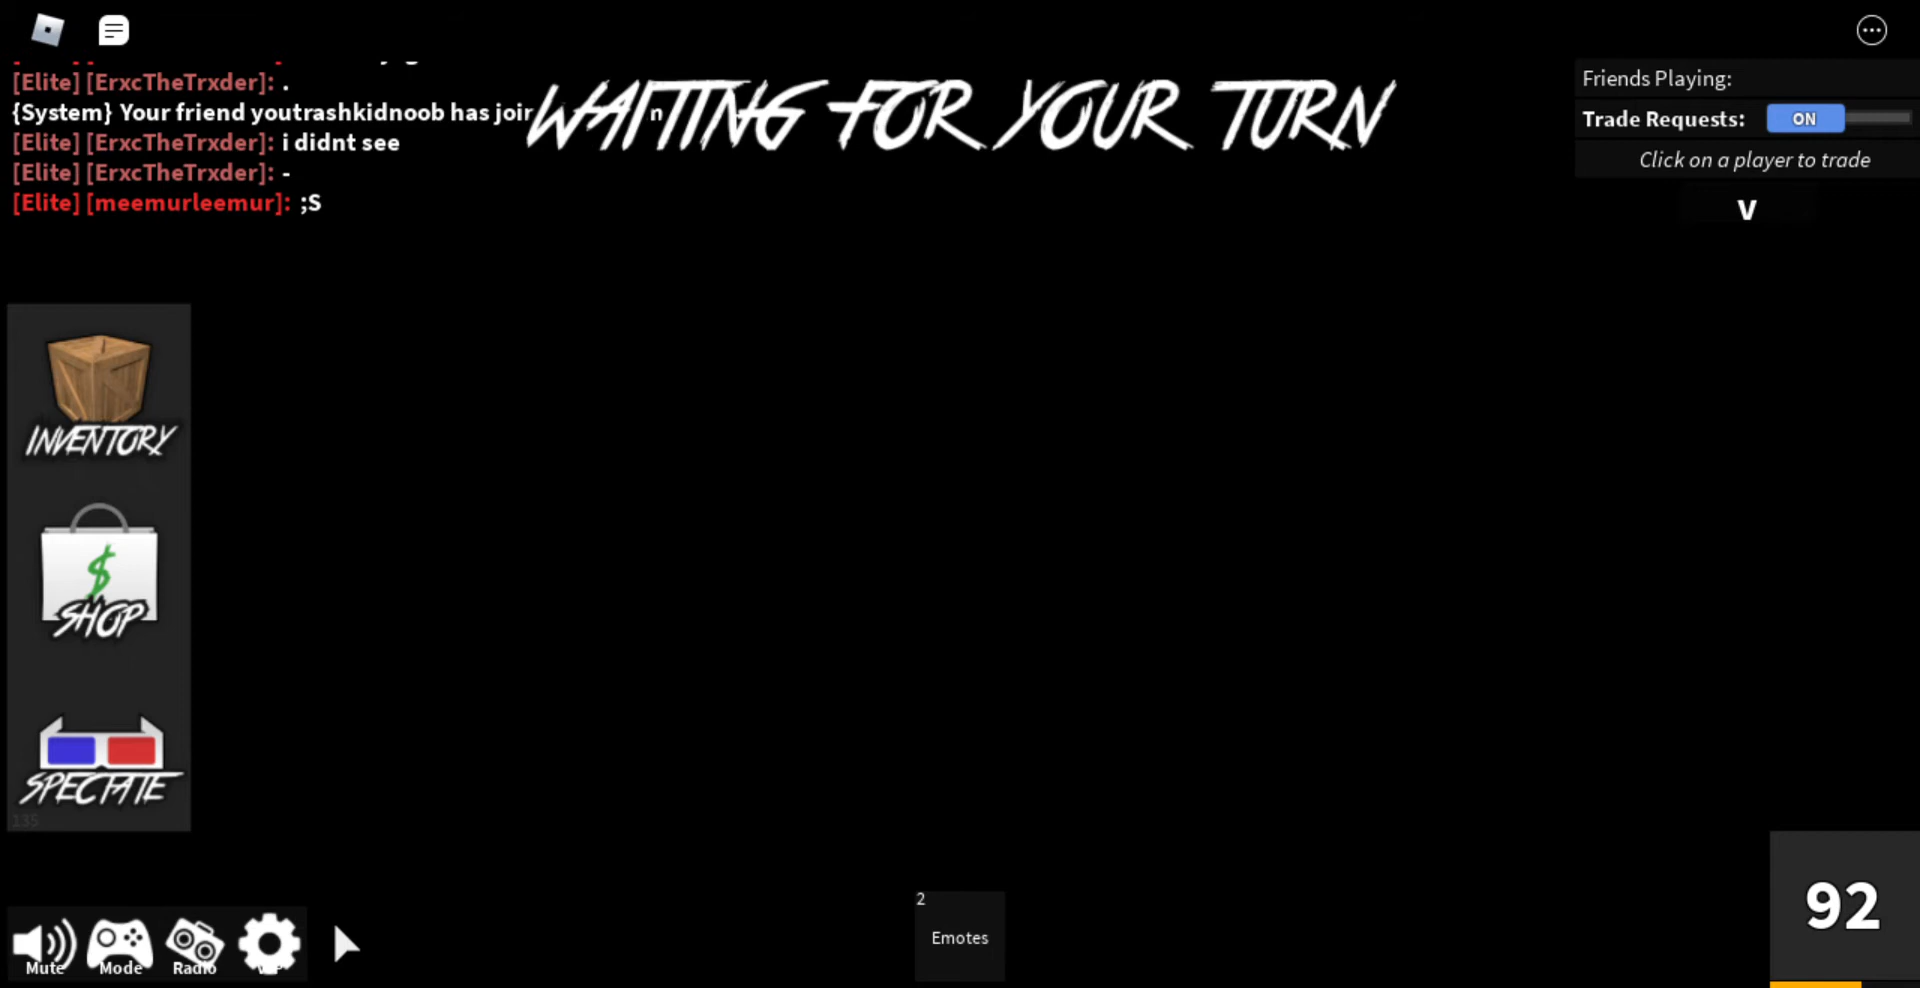 [Elite] [ErxcTheTrxder]: .
{System} Your friend youtrashkidnoob has join
WAITING FOR YOUR TURN
[Elite] [ErxcTheTrxder]: i didnt see
[Elite] [ErxcTheTrxder]: -
[Elite] [meemurleemur]: ;S
Friends Playing:
Trade Requests: ON
Click on a player to trade
v
INVENTORY
$
SHOP
SPECTATE
135
Mute Mode Radio
2
Emotes
92